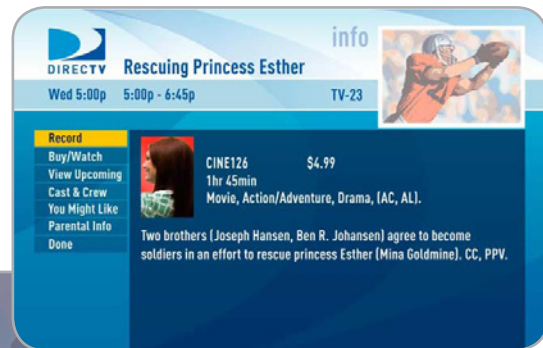 info
DIRECTV Rescuing Princess Esther
Wed 5:00p 5:00p - 6:45p TV-23
Record
Buy/Watch
View Upcoming
Cast & Crew
You Might Like
Parental Info
Done
CINE126 $4.99
1hr 45min
Movie, Action/Adventure, Drama, (AC, AL).
Two brothers (Joseph Hansen, Ben R. Johansen) agree to become
soldiers in an effort to rescue princess Esther (Mina Goldmine). CC, PPV.